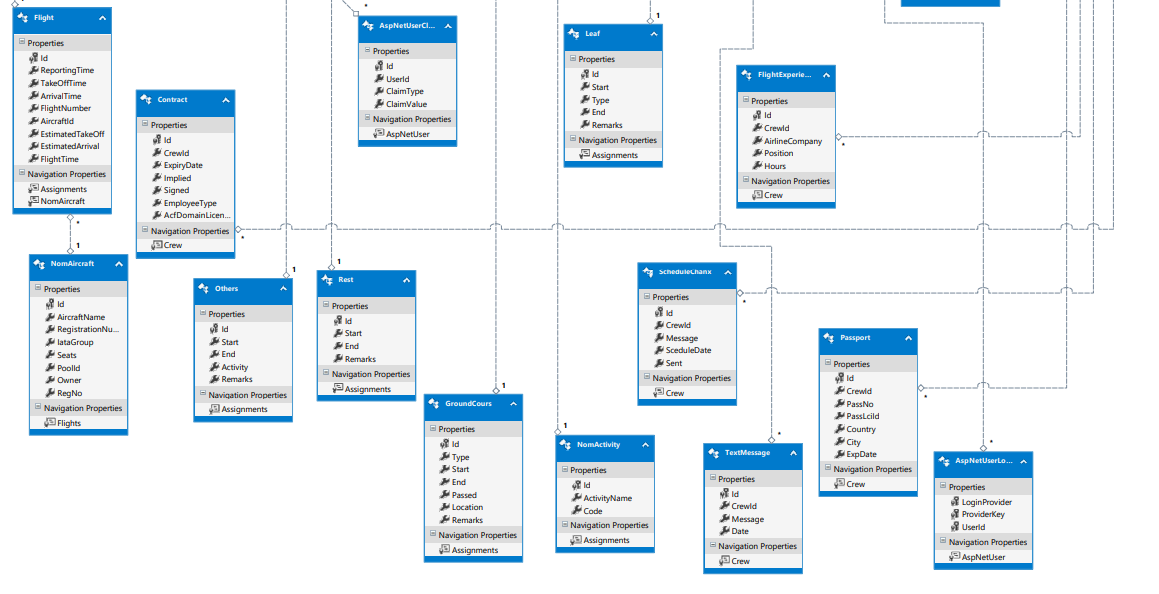 Flight
Properties
Id
ReportingTime
TakeOffTime
ArrivalTime
FlightNumber
AircraftId
EstimatedTakeOff
EstimatedArrival
FlightTime
Navigation Properties
Assignments
NomAircraft
*
1
NomAircraft
Properties
Id
AircraftName
RegistrationNu...
IataGroup
Seats
PoolId
Owner
RegNo
Navigation Properties
Flights
Contract
Properties
Id
CrewId
ExpiryDate
Implied
Signed
EmployeeType
AcfDomainLicen...
Navigation Properties
Crew
*
1
Others
Properties
Id
Start
End
Activity
Remarks
Navigation Properties
Assignments
*
AspNetUserCl...
Properties
Id
UserId
ClaimType
ClaimValue
Navigation Properties
AspNetUser
1
Rest
Properties
Id
Start
End
Remarks
Navigation Properties
Assignments
1
GroundCours
Properties
Id
Type
Start
End
Passed
Location
Remarks
Navigation Properties
Assignments
1
Leaf
Properties
Id
Start
Type
End
Remarks
Navigation Properties
Assignments
1
NomActivity
Properties
Id
ActivityName
Code
Navigation Properties
Assignments
FlightExperie...
Properties
Id
CrewId
AirlineCompany
Position
Hours
Navigation Properties
Crew
*
ScheduleChanx
Properties
Id
CrewId
Message
SceduleDate
Sent
Navigation Properties
Crew
*
*
TextMessage
Properties
Id
CrewId
Message
Date
Navigation Properties
Crew
Passport
Properties
Id
CrewId
PassNo
PassLciId
Country
City
ExpDate
Navigation Properties
Crew
*
*
AspNetUserLo...
Properties
LoginProvider
ProviderKey
UserId
Navigation Properties
AspNetUser